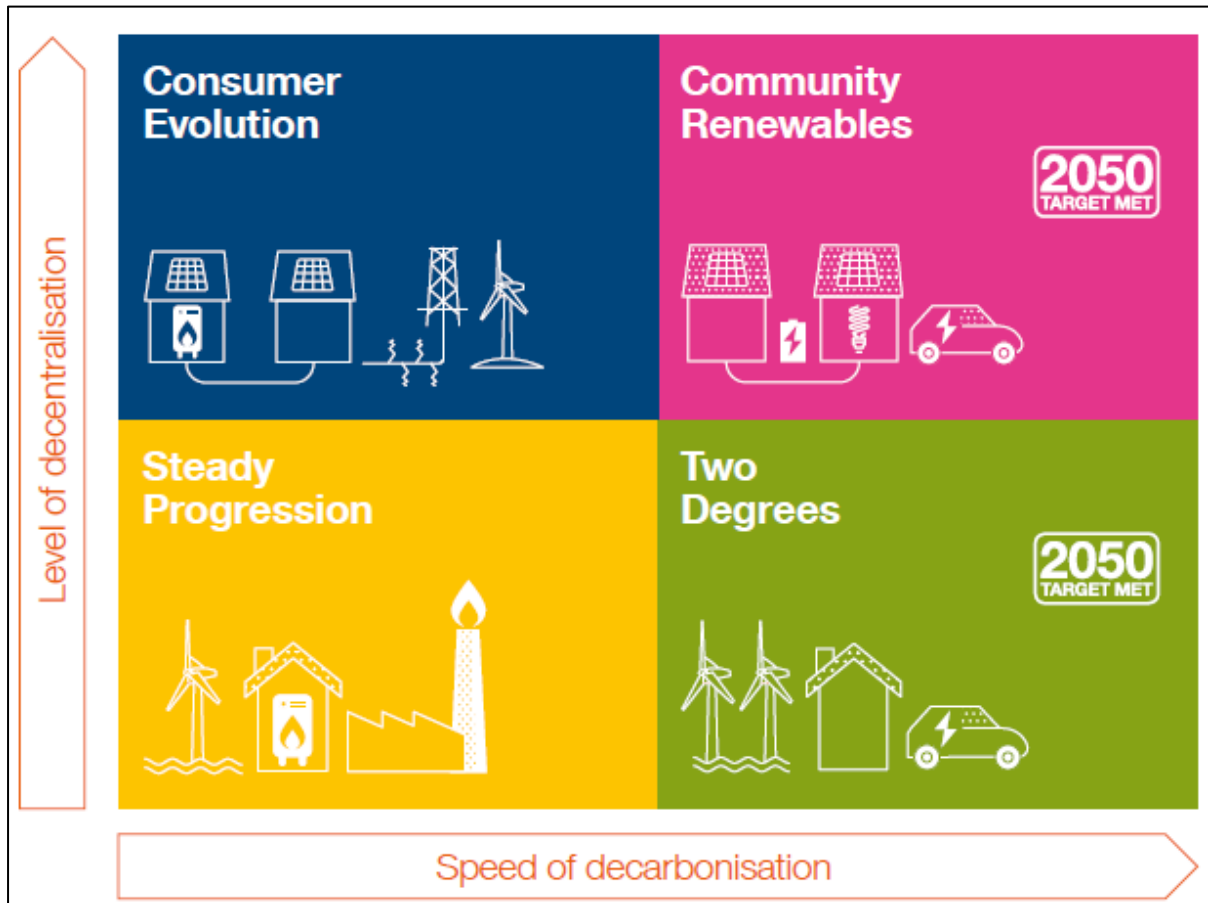 Level of decentralisation
Consumer
Evolution
Community
Renewables
2050
TARGET MET
Steady
Progression
Two
Degrees
2050
TARGET MET
Speed of decarbonisation